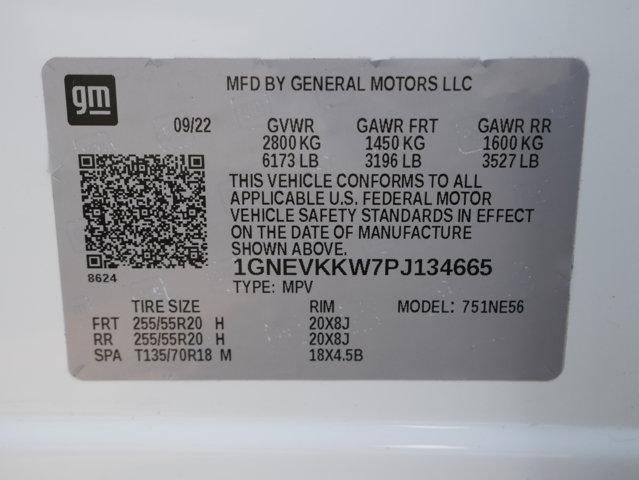 gm
MFD BY GENERAL MOTORS LLC
09/22 GVWR GAWR FRT GAWR RR
2800 KG 1450 KG 1600 KG
6173 LB 3196 LB 3527 LB
THIS VEHICLE CONFORMS TO ALL
APPLICABLE U.S. FEDERAL MOTOR
VEHICLE SAFETY STANDARDS IN EFFECT
ON THE DATE OF MANUFACTURE
SHOWN ABOVE.
1GNEVKKW7PJ134665
8624
TYPE: MPV
TIRE SIZE RIM MODEL: 751NE56
FRT 255/55R20 H 20X8J
RR 255/55R20 H 20X8J
SPA T135/70R18 M 18X4.5B